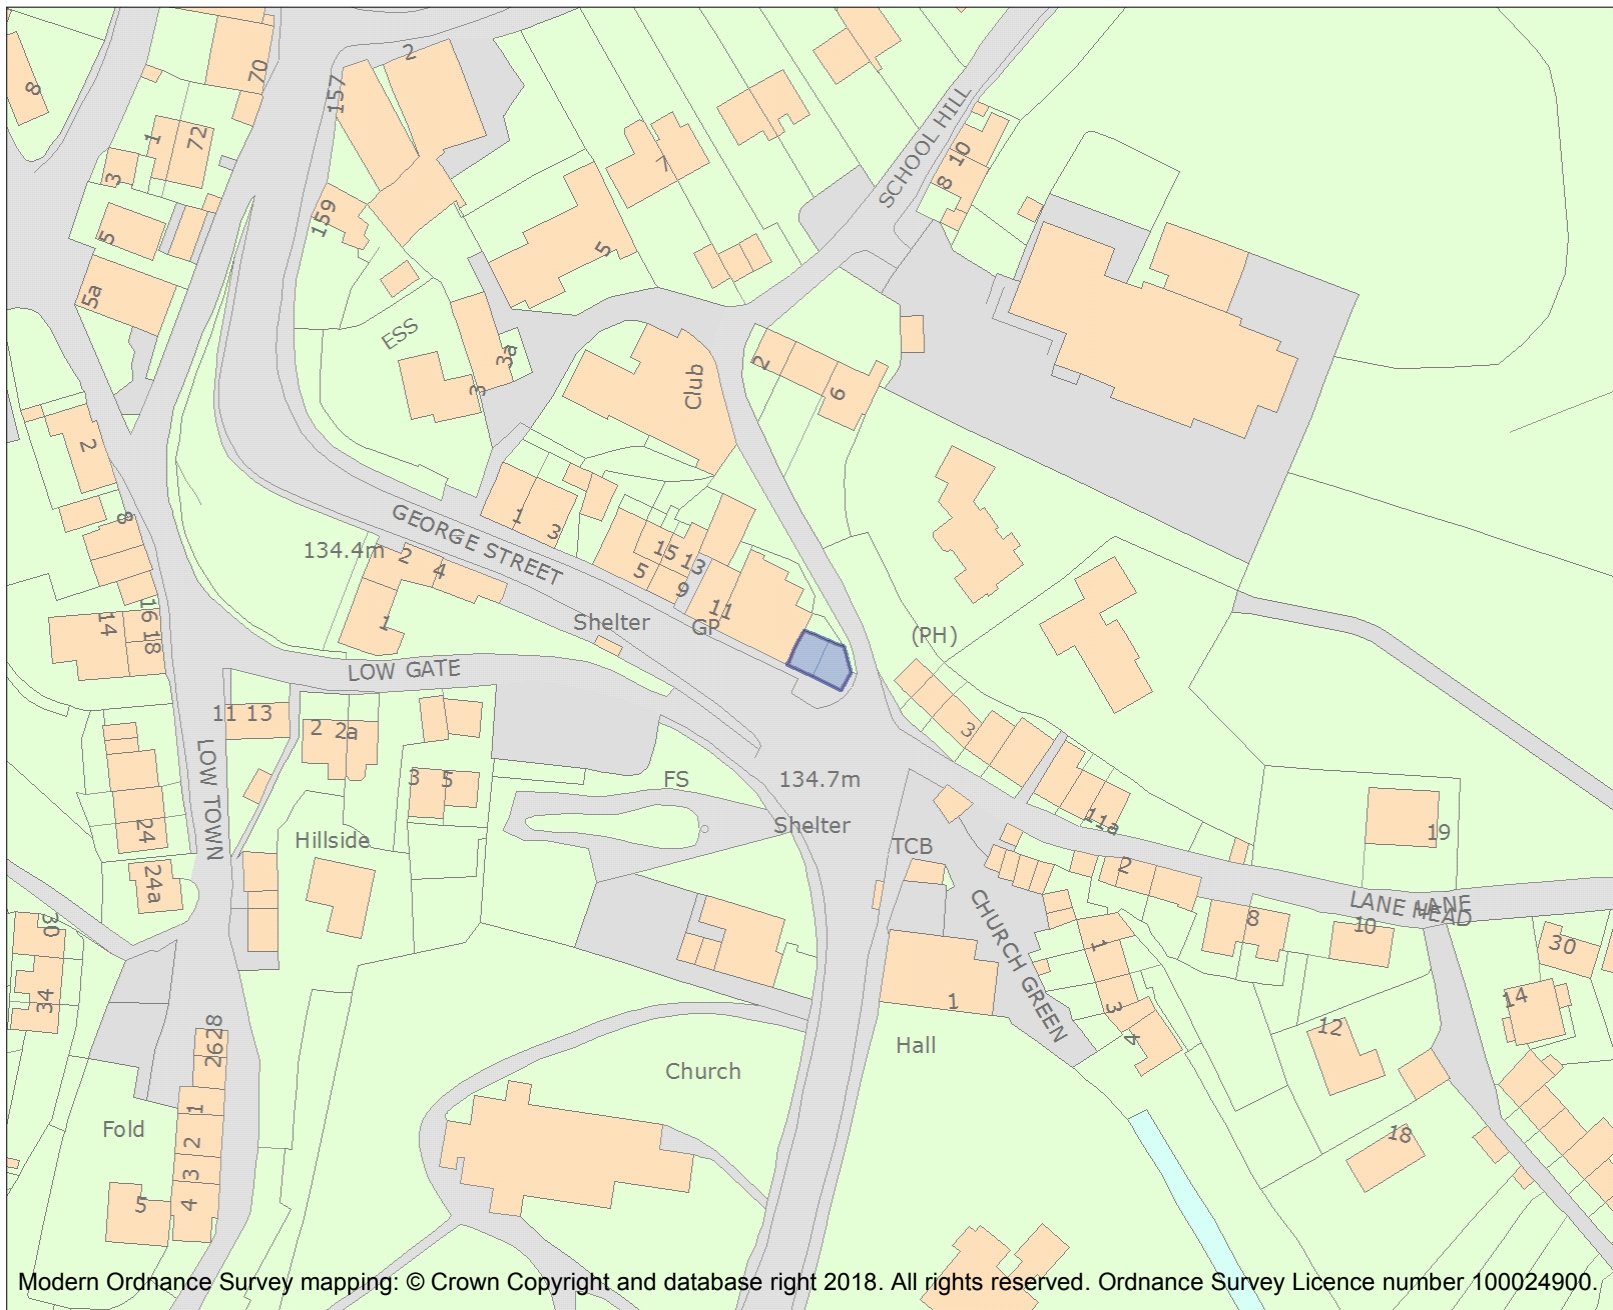 2
157
70
8
1
72
3
159
5
5a
7
5
SCHOOL HILL
10
8
ESS
3a
3
Club
2
6
2
8
GEORGE STREET
1
3
134.4m
2
4
1
15
13
5
9
11
Shelter
GP
(PH)
14
16
18
LOW GATE
11 13
2
2a
3
5
LOW TOWN
3
FS
134.7m
Shelter
TCB
11a
19
24
24a
Hillside
2
8
10
LANE HEAD
LANE
30
30
34
CHURCH GREEN
1
3
4
1
Hall
14
12
18
28
26
Church
Fold
1
2
3
4
5
Modern Ordnance Survey mapping: © Crown Copyright and database right 2018. All rights reserved. Ordnance Survey Licence number 100024900.